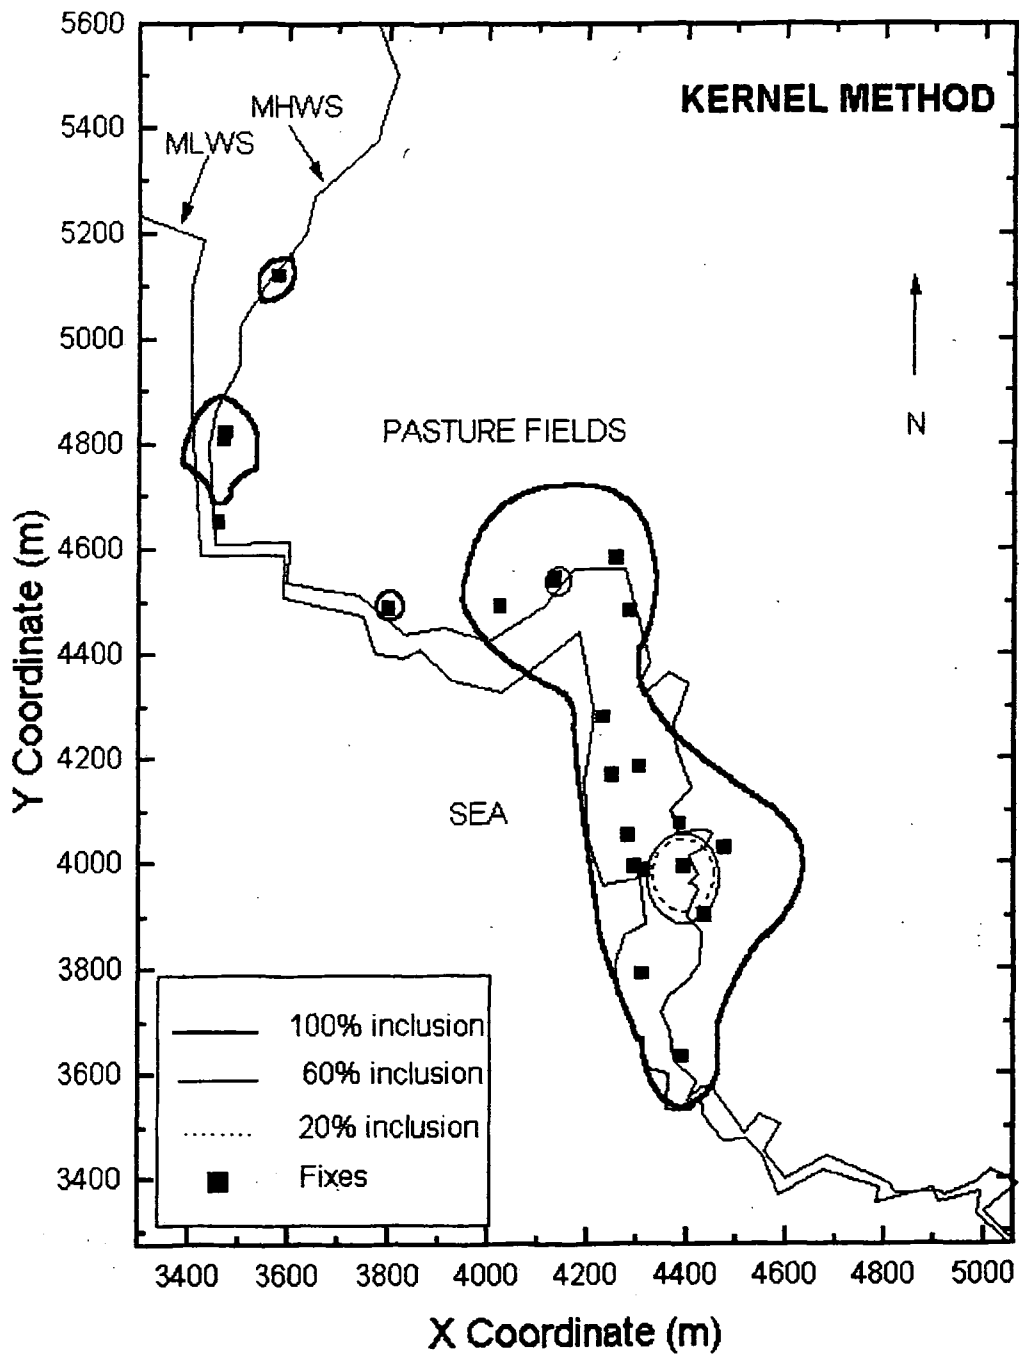 KERNEL METHOD
MHWS
MLWS
N
PASTURE FIELDS
SEA
100% inclusion
60% inclusion
20% inclusion
Fixes
5600
5400
5200
5000
4800
4600
4400
4200
4000
3800
3600
3400
Y Coordinate (m)
3400 3600 3800 4000 4200 4400 4600 4800 5000
X Coordinate (m)